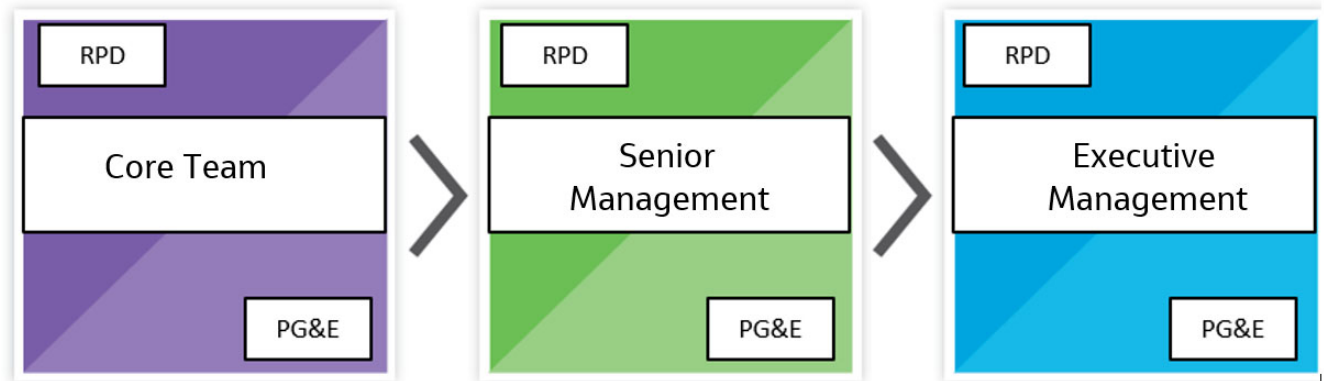 RPD
Core Team
PG&E
RPD
Senior
Management
PG&E
RPD
Executive
Management
PG&E